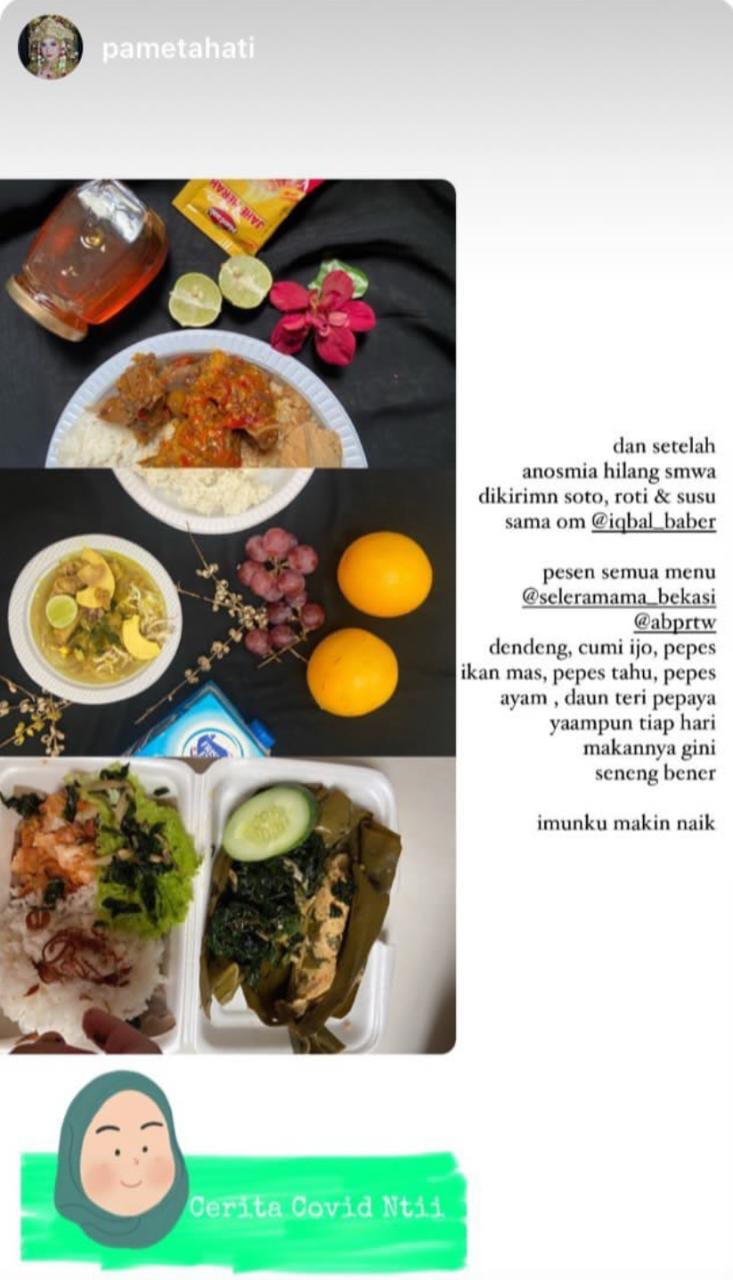 pametahati
JAHE MERAH
dan setelah
anosmia hilang smwa
dikirimn soto, roti & susu
sama om @iqbal_baber
pesen semua menu
@seleramama_bekasi
@abprtw
dendeng, cumi ijo, pepes
ikan mas, pepes tahu, pepes
ayam , daun teri pepaya
yaampun tiap hari
makannya gini
seneng bener
imunku makin naik
Cerita Covid Ntii